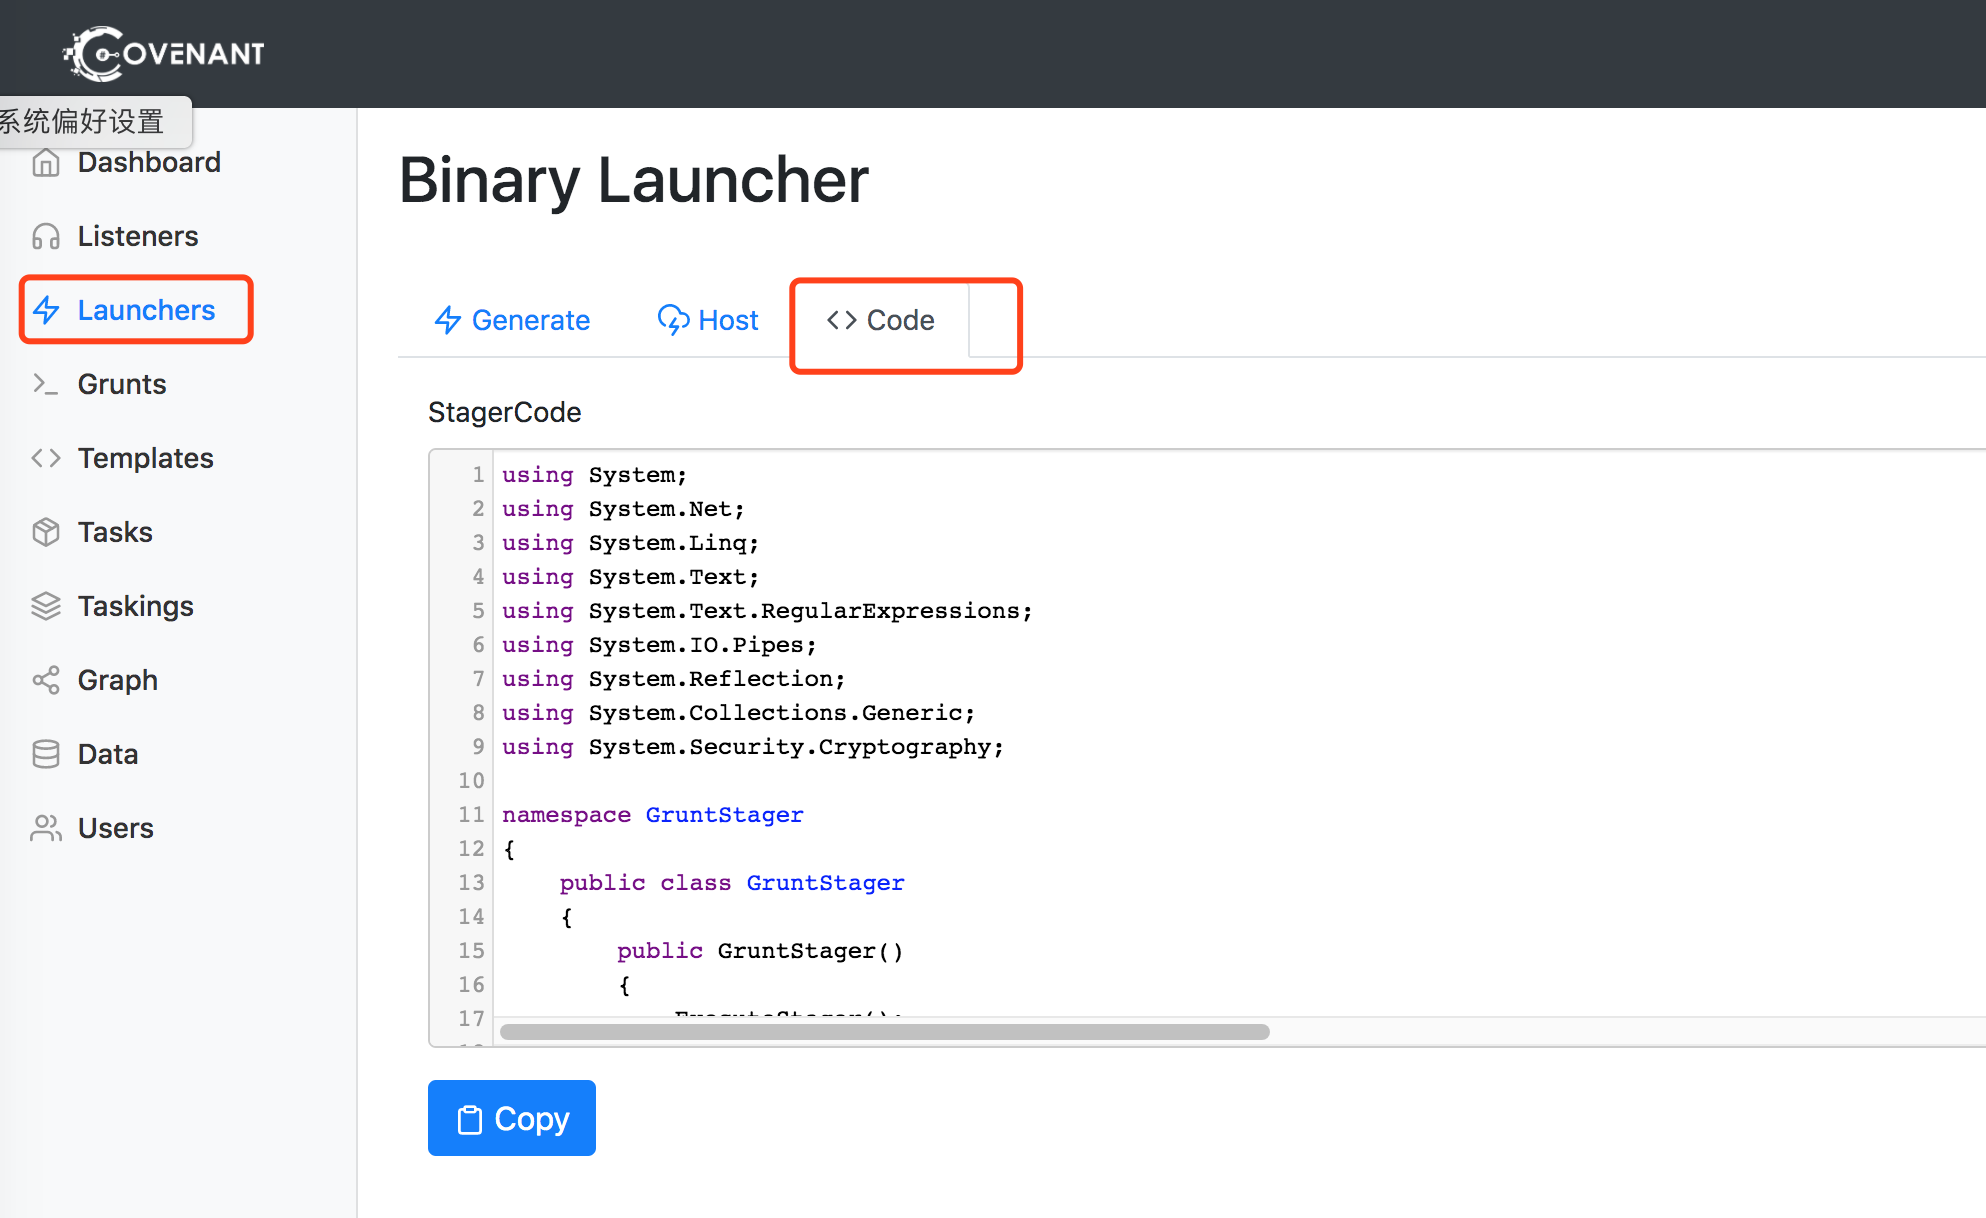 COVENANT
系统偏好设置
Dashboard
Listeners
Launchers
Grunts
Templates
Tasks
Taskings
Graph
Data
Users
Binary Launcher
Generate
Host
<> Code
StagerCode
1 using System;
2 using System.Net;
3 using System.Linq;
4 using System.Text;
5 using System.Text.RegularExpressions;
6 using System.IO.Pipes;
7 using System.Reflection;
8 using System.Collections.Generic;
9 using System.Security.Cryptography;
10
11 namespace GruntStager
12 {
13 public class GruntStager
14 {
15 public GruntStager()
16 {
17 ExecuteStager();
Copy